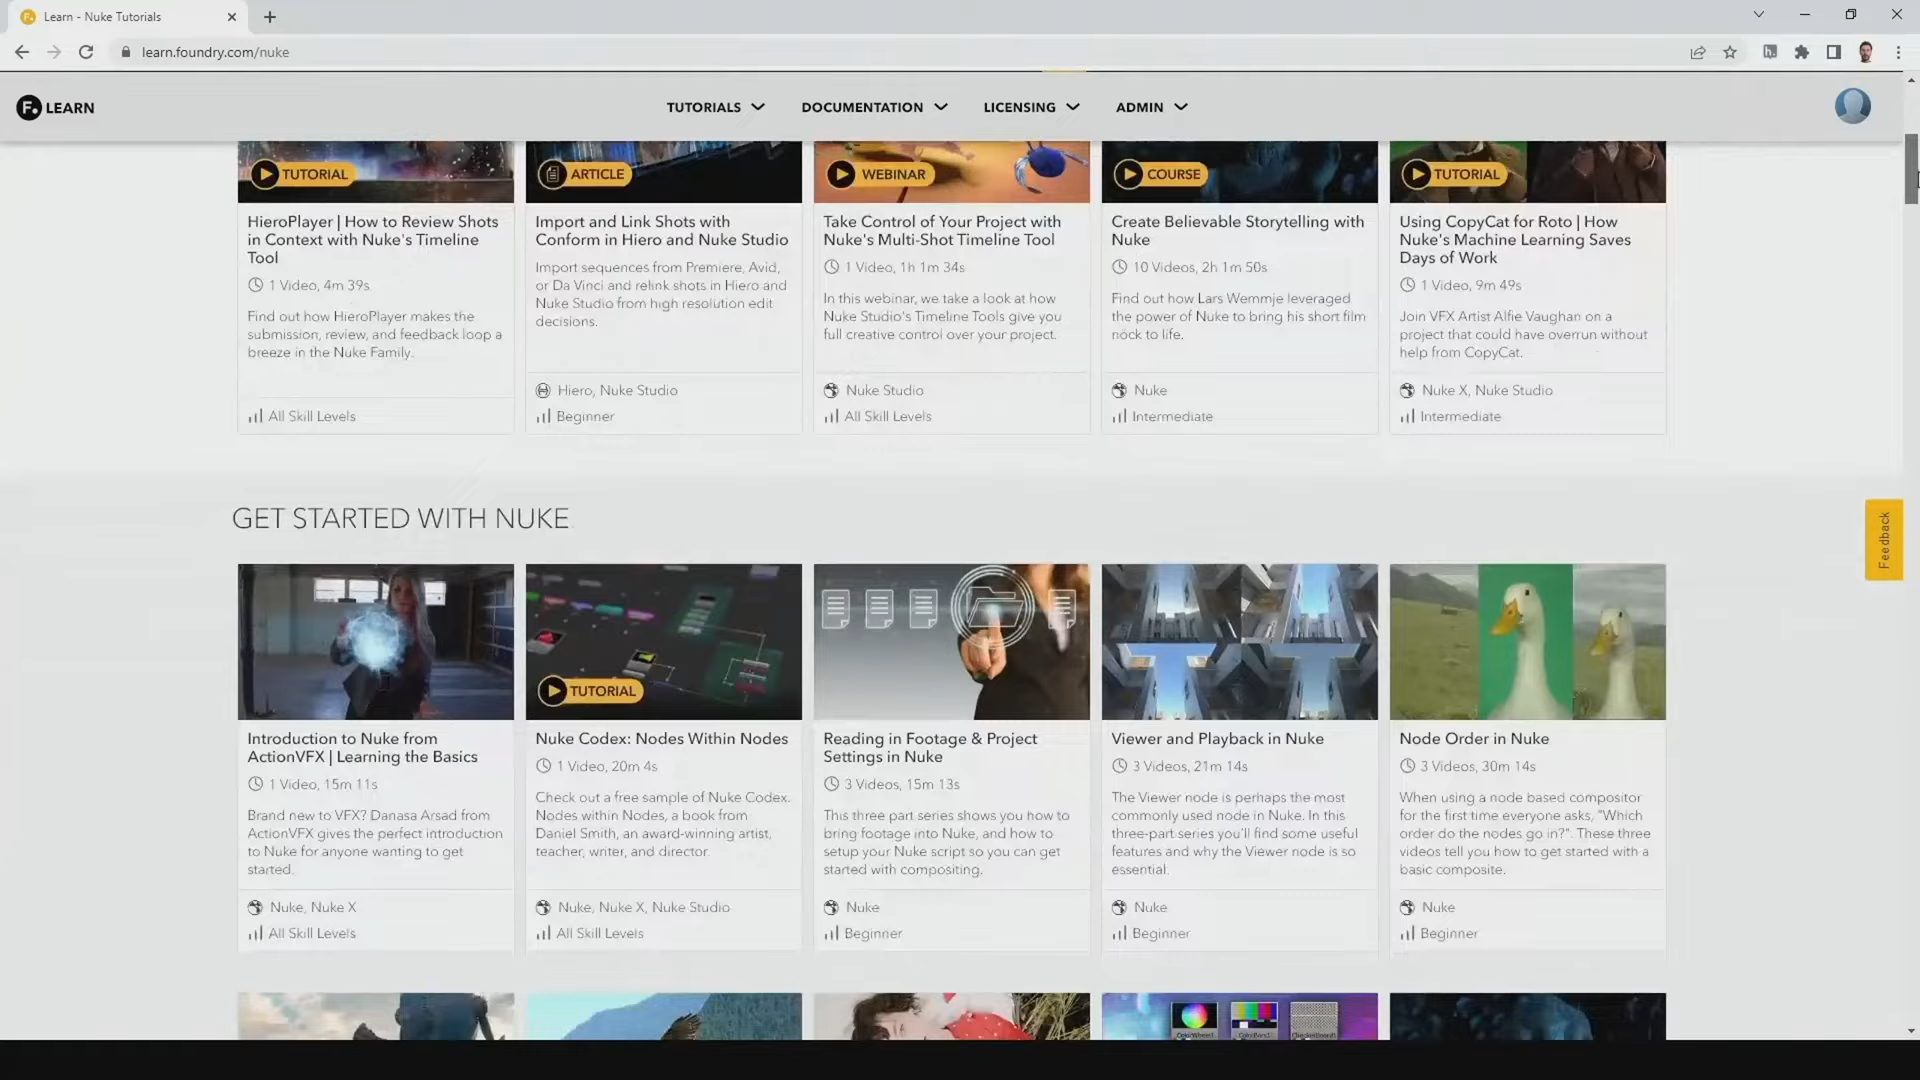 Learn - Nuke Tutorials
learn.foundry.com/nuke
F. LEARN
TUTORIALS
DOCUMENTATION
LICENSING
ADMIN
TUTORIAL
HieroPlayer | How to Review Shots
in Context with Nuke's Timeline
Tool
1 Video, 4m 39s
Find out how HieroPlayer makes the
submission, review, and feedback loop a
breeze in the Nuke Family.
All Skill Levels
ARTICLE
Import and Link Shots with
Conform in Hiero and Nuke Studio
Import sequences from Premiere, Avid,
or Da Vinci and relink shots in Hiero and
Nuke Studio from high resolution edit
decisions.
Hiero, Nuke Studio
Beginner
WEBINAR
Take Control of Your Project with
Nuke's Multi-Shot Timeline Tool
1 Video, 1h 1m 34s
In this webinar, we take a look at how
Nuke Studio's Timeline Tools give you
full creative control over your project.
Nuke Studio
All Skill Levels
COURSE
Create Believable Storytelling with
Nuke
10 Videos, 2h 1m 50s
Find out how Lars Wemmje leveraged
the power of Nuke to bring his short film
nöck to life.
Nuke
Intermediate
TUTORIAL
Using CopyCat for Roto | How
Nuke's Machine Learning Saves
Days of Work
1 Video, 9m 49s
Join VFX Artist Alfie Vaughan on a
project that could have overrun without
help from CopyCat.
Nuke X, Nuke Studio
Intermediate
Feedback
GET STARTED WITH NUKE
Introduction to Nuke from
ActionVFX | Learning the Basics
1 Video, 15m 11s
Brand new to VFX? Danasa Arsad from
ActionVFX gives the perfect introduction
to Nuke for anyone wanting to get
started.
Nuke, Nuke X
All Skill Levels
TUTORIAL
Nuke Codex: Nodes Within Nodes
1 Video, 20m 4s
Check out a free sample of Nuke Codex.
Nodes within Nodes, a book from
Daniel Smith, an award-winning artist,
teacher, writer, and director.
Nuke, Nuke X, Nuke Studio
All Skill Levels
Reading in Footage & Project
Settings in Nuke
3 Videos, 15m 13s
This three part series shows you how to
bring footage into Nuke, and how to
setup your Nuke script so you can get
started with compositing.
Nuke
Beginner
Viewer and Playback in Nuke
3 Videos, 21m 14s
The Viewer node is perhaps the most
commonly used node in Nuke. In this
three-part series you'll find some useful
features and why the Viewer node is so
essential.
Nuke
Beginner
Node Order in Nuke
3 Videos, 30m 14s
When using a node based compositor
for the first time everyone asks, "Which
order do the nodes go in?". These three
videos tell you how to get started with a
basic composite.
Nuke
Beginner